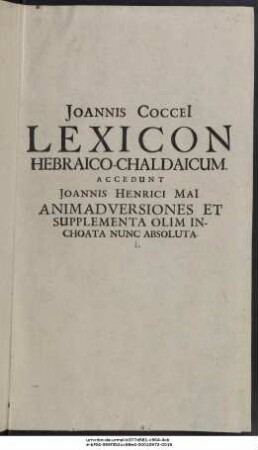 JOANNIS COCCEI
LEXICON
HEBRAICO-CHALDAICUM.
ACCEDUNT
JOANNIS HENRICI MAI
ANIMADVERSIONES ET
SUPPLEMENTA OLIM IN-
CHOATA NUNC ABSOLUTA.